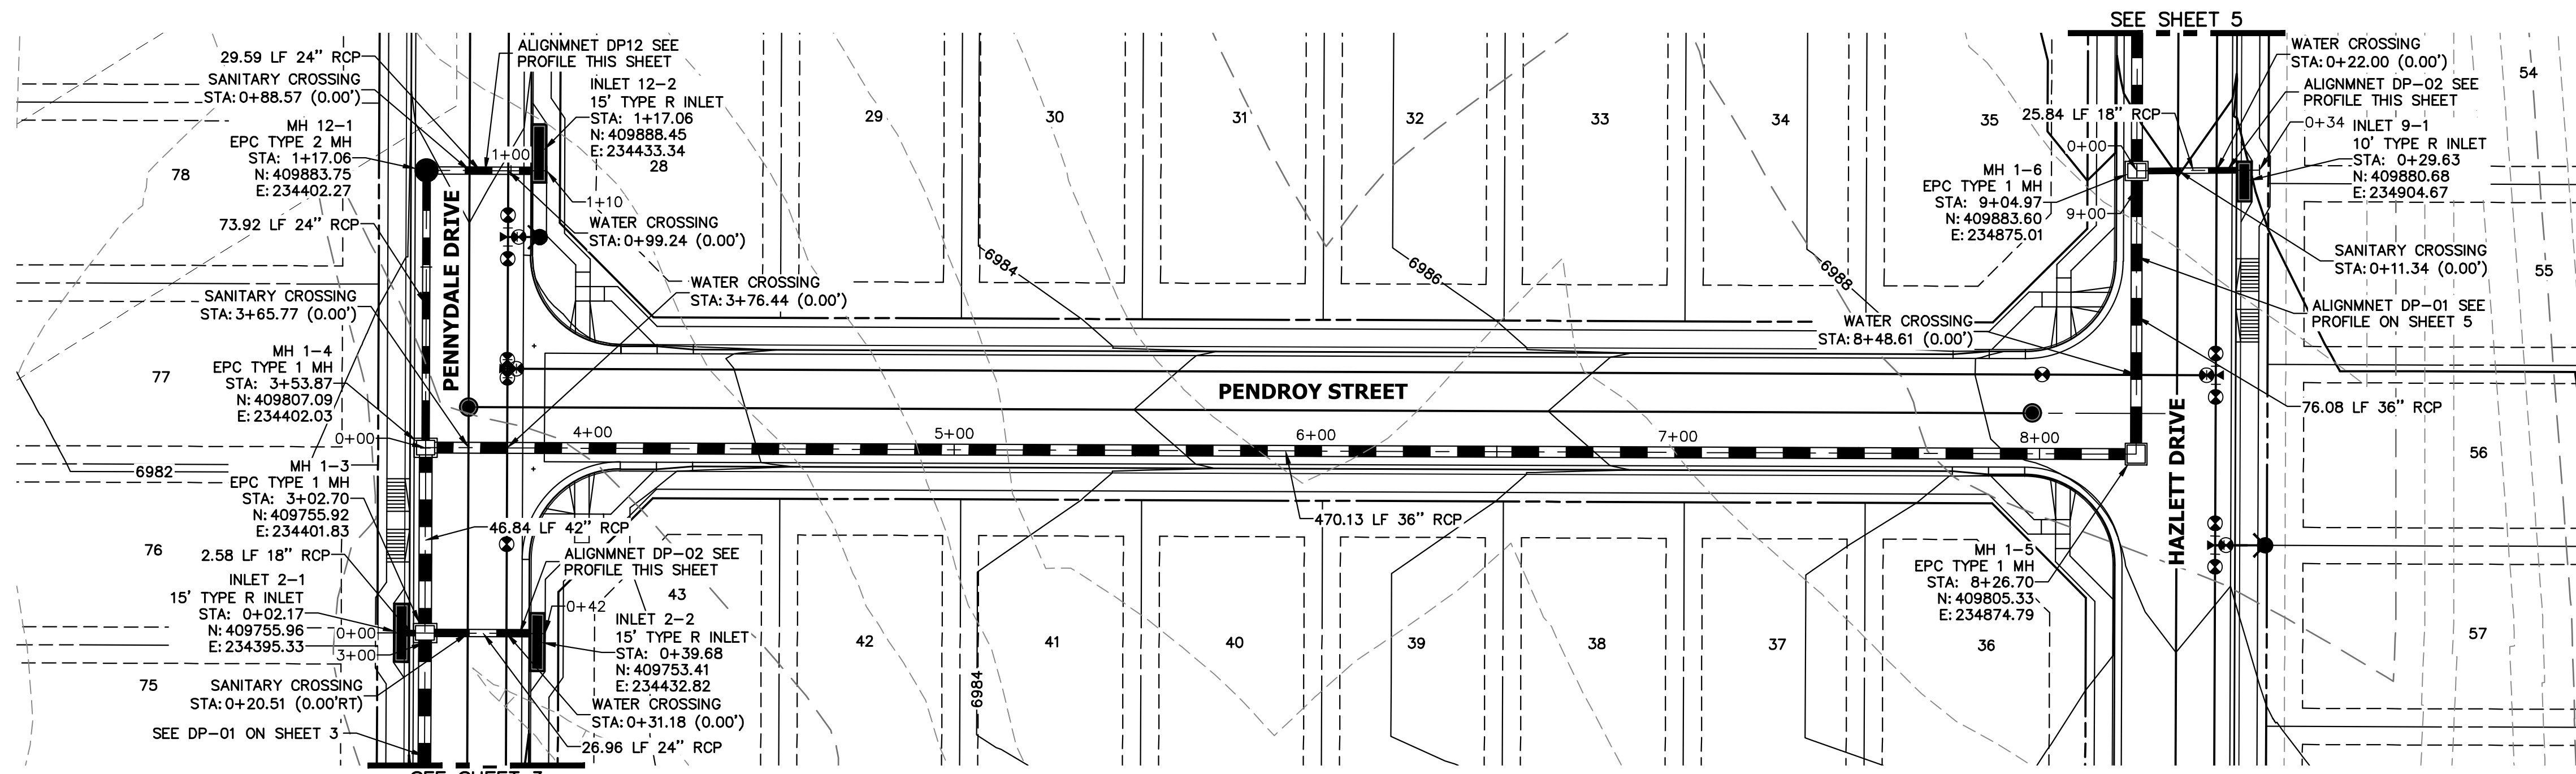 SEE SHEET 5
29.59 LF 24" RCP
SANITARY CROSSING
STA: 0+88.57 (0.00')
MH 12-1
EPC TYPE 2 MH
STA: 1+17.06
N: 409883.75
E: 234402.27
73.92 LF 24" RCP
SANITARY CROSSING
STA: 3+65.77 (0.00')
MH 1-4
EPC TYPE 1 MH
STA: 3+53.87
N: 409807.09
E: 234402.03
0+00
MH 1-3
EPC TYPE 1 MH
STA: 3+02.70
N: 409755.92
E: 234401.83
2.58 LF 18" RCP
INLET 2-1
15' TYPE R INLET
STA: 0+02.17
N: 409755.96
E: 234395.33
0+00
3+00
SANITARY CROSSING
STA: 0+20.51 (0.00'RT)
SEE DP-01 ON SHEET 3
78
77
6982
76
75
ALIGNMNET DP12 SEE
PROFILE THIS SHEET
INLET 12-2
15' TYPE R INLET
STA: 1+17.06
N: 409888.45
E: 234433.34
28
1+00
1+10
WATER CROSSING
STA: 0+99.24 (0.00')
WATER CROSSING
STA: 3+76.44 (0.00')
PENNYDALE DRIVE
46.84 LF 42" RCP
ALIGNMNET DP-02 SEE
PROFILE THIS SHEET
43
0+42
INLET 2-2
15' TYPE R INLET
STA: 0+39.68
N: 409753.41
E: 234432.82
WATER CROSSING
STA: 0+31.18 (0.00')
26.96 LF 24" RCP
29
30
31
32
33
34
35
6984
6986
6988
PENDROY STREET
4+00
5+00
6+00
7+00
8+00
470.13 LF 36" RCP
42
41
40
39
38
37
36
6984
25.84 LF 18" RCP
0+00
MH 1-6
EPC TYPE 1 MH
STA: 9+04.97
N: 409883.60
E: 234875.01
9+00
WATER CROSSING
STA: 8+48.61 (0.00')
MH 1-5
EPC TYPE 1 MH
STA: 8+26.70
N: 409805.33
E: 234874.79
HAZLETT DRIVE
WATER CROSSING
STA: 0+22.00 (0.00')
ALIGNMNET DP-02 SEE
PROFILE THIS SHEET
0+34
INLET 9-1
10' TYPE R INLET
STA: 0+29.63
N: 409880.68
E: 234904.67
SANITARY CROSSING
STA: 0+11.34 (0.00')
ALIGNMNET DP-01 SEE
PROFILE ON SHEET 5
76.08 LF 36" RCP
54
55
56
57
SEE SHEET 3